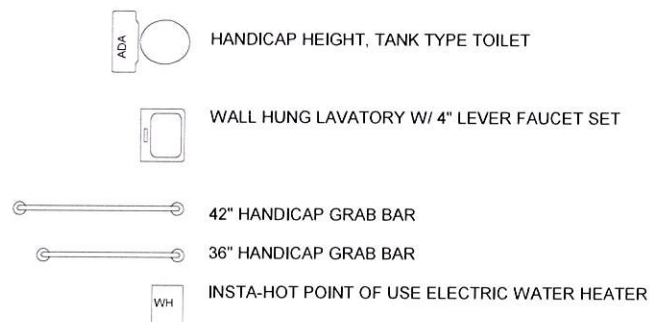 ADA
HANDICAP HEIGHT, TANK TYPE TOILET
WALL HUNG LAVATORY W/ 4" LEVER FAUCET SET
42" HANDICAP GRAB BAR
36" HANDICAP GRAB BAR
WH
INSTA-HOT POINT OF USE ELECTRIC WATER HEATER